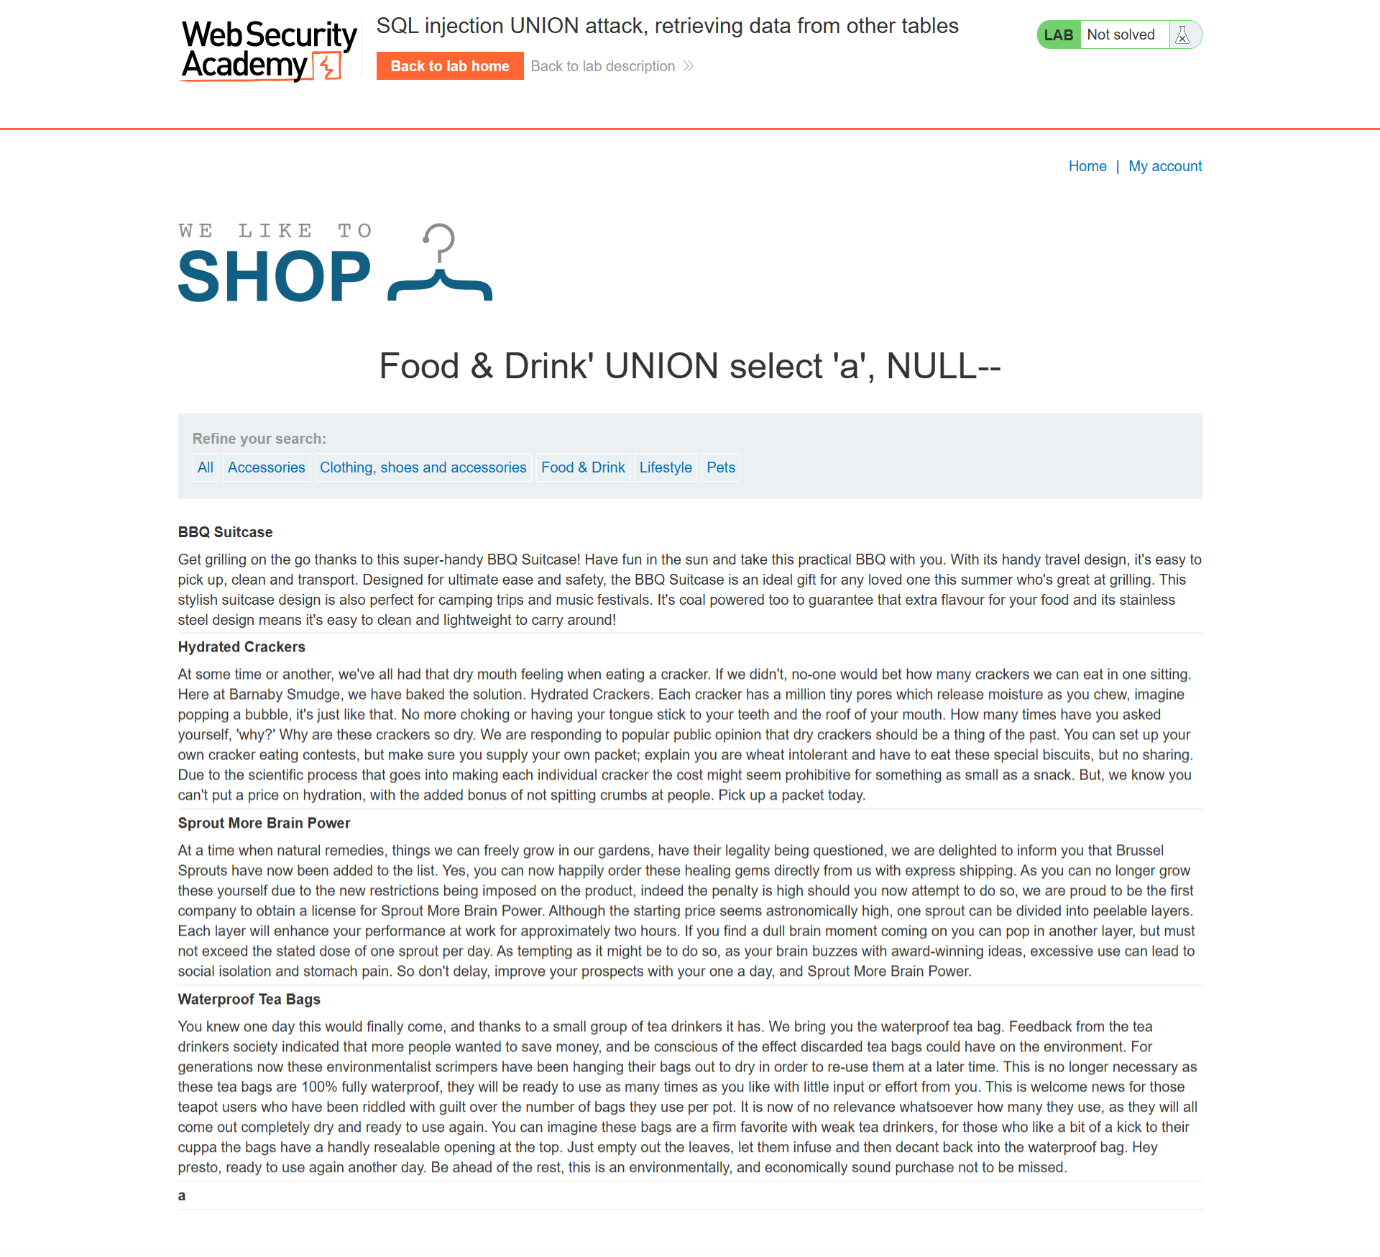 Web Security
Academy
SQL injection UNION attack, retrieving data from other tables
Back to lab home
Back to lab description
LAB
Not solved
Home | My account
WE LIKE TO
SHOP
Food & Drink' UNION select 'a', NULL--
Refine your search:
All
Accessories
Clothing, shoes and accessories
Food & Drink
Lifestyle
Pets
BBQ Suitcase
Get grilling on the go thanks to this super-handy BBQ Suitcase! Have fun in the sun and take this practical BBQ with you. With its handy travel design, it's easy to
pick up, clean and transport. Designed for ultimate ease and safety, the BBQ Suitcase is an ideal gift for any loved one this summer who's great at grilling. This
stylish suitcase design is also perfect for camping trips and music festivals. It's coal powered too to guarantee that extra flavour for your food and its stainless
steel design means it's easy to clean and lightweight to carry around!
Hydrated Crackers
At some time or another, we've all had that dry mouth feeling when eating a cracker. If we didn't, no-one would bet how many crackers we can eat in one sitting.
Here at Barnaby Smudge, we have baked the solution. Hydrated Crackers. Each cracker has a million tiny pores which release moisture as you chew, imagine
popping a bubble, it's just like that. No more choking or having your tongue stick to your teeth and the roof of your mouth. How many times have you asked
yourself, 'why?' Why are these crackers so dry. We are responding to popular public opinion that dry crackers should be a thing of the past. You can set up your
own cracker eating contests, but make sure you supply your own packet; explain you are wheat intolerant and have to eat these special biscuits, but no sharing.
Due to the scientific process that goes into making each individual cracker the cost might seem prohibitive for something as small as a snack. But, we know you
can't put a price on hydration, with the added bonus of not spitting crumbs at people. Pick up a packet today.
Sprout More Brain Power
At a time when natural remedies, things we can freely grow in our gardens, have their legality being questioned, we are delighted to inform you that Brussel
Sprouts have now been added to the list. Yes, you can now happily order these healing gems directly from us with express shipping. As you can no longer grow
these yourself due to the new restrictions being imposed on the product, indeed the penalty is high should you now attempt to do so, we are proud to be the first
company to obtain a license for Sprout More Brain Power. Although the starting price seems astronomically high, one sprout can be divided into peelable layers.
Each layer will enhance your performance at work for approximately two hours. If you find a dull brain moment coming on you can pop in another layer, but must
not exceed the stated dose of one sprout per day. As tempting as it might be to do so, as your brain buzzes with award-winning ideas, excessive use can lead to
social isolation and stomach pain. So don't delay, improve your prospects with your one a day, and Sprout More Brain Power.
Waterproof Tea Bags
You knew one day this would finally come, and thanks to a small group of tea drinkers it has. We bring you the waterproof tea bag. Feedback from the tea
drinkers society indicated that more people wanted to save money, and be conscious of the effect discarded tea bags could have on the environment. For
generations now these environmentalist scrimpers have been hanging their bags out to dry in order to re-use them at a later time. This is no longer necessary as
these tea bags are 100% fully waterproof, they will be ready to use as many times as you like with little input or effort from you. This is welcome news for those
teapot users who have been riddled with guilt over the number of bags they use per pot. It is now of no relevance whatsoever how many they use, as they will all
come out completely dry and ready to use again. You can imagine these bags are a firm favorite with weak tea drinkers, for those who like a bit of a kick to their
cuppa the bags have a handly resealable opening at the top. Just empty out the leaves, let them infuse and then decant back into the waterproof bag. Hey
presto, ready to use again another day. Be ahead of the rest, this is an environmentally, and economically sound purchase not to be missed.
a